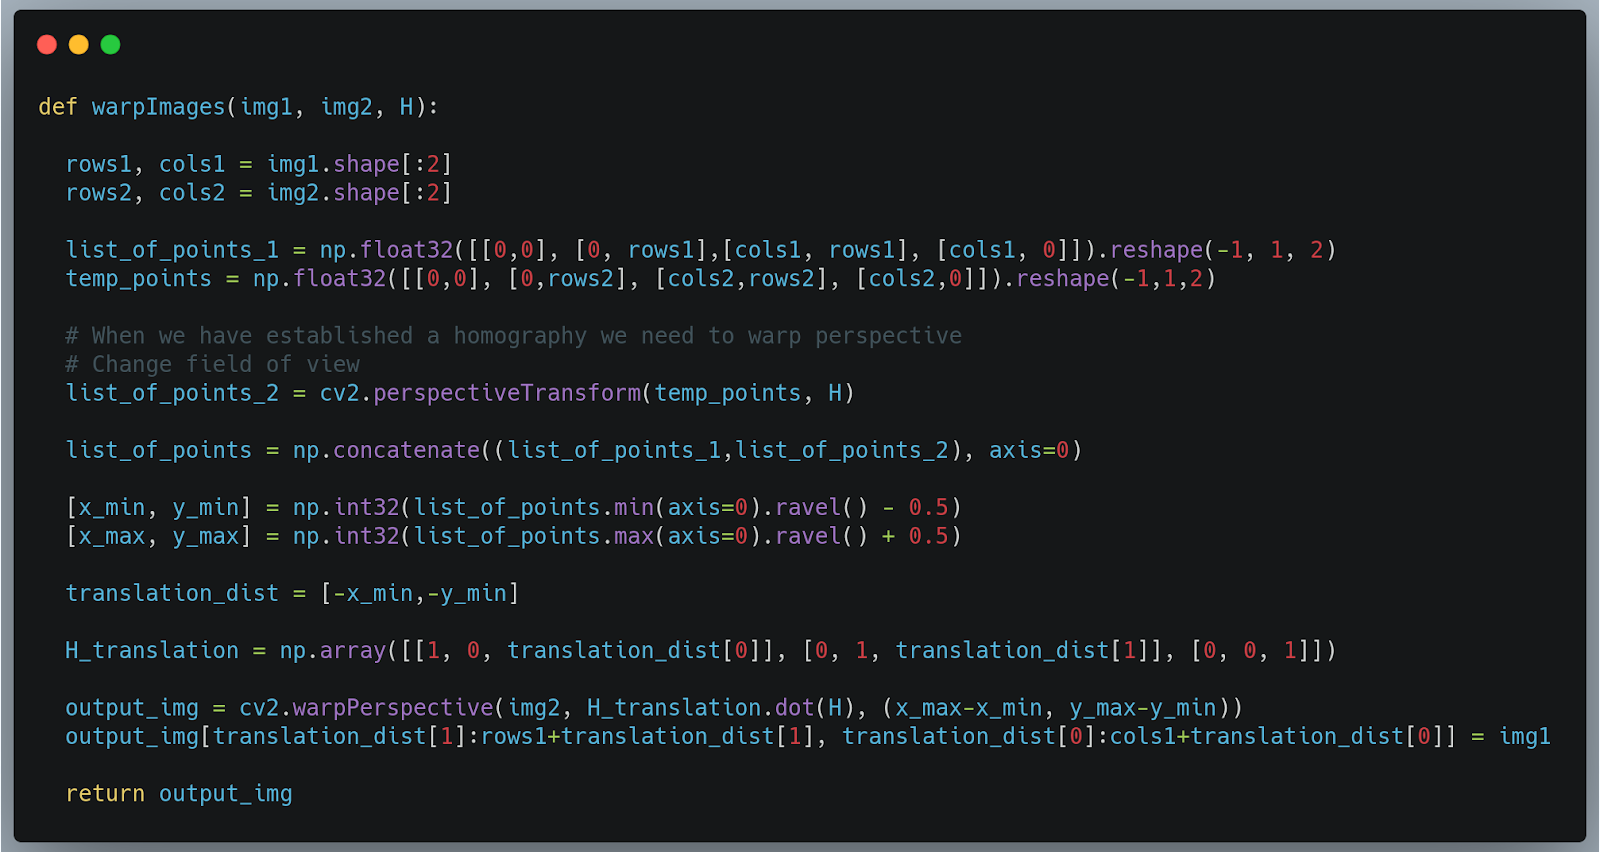 def warpImages(img1, img2, H):
  rows1, cols1 = img1.shape[:2]
  rows2, cols2 = img2.shape[:2]
  list_of_points_1 = np.float32([[0,0], [0, rows1],[cols1, rows1], [cols1, 0]]).reshape(-1, 1, 2)
  temp_points = np.float32([[0,0], [0,rows2], [cols2,rows2], [cols2,0]]).reshape(-1,1,2)
  # When we have established a homography we need to warp perspective
  # Change field of view
  list_of_points_2 = cv2.perspectiveTransform(temp_points, H)
  list_of_points = np.concatenate((list_of_points_1,list_of_points_2), axis=0)
  [x_min, y_min] = np.int32(list_of_points.min(axis=0).ravel() - 0.5)
  [x_max, y_max] = np.int32(list_of_points.max(axis=0).ravel() + 0.5)
  translation_dist = [-x_min,-y_min]
  H_translation = np.array([[1, 0, translation_dist[0]], [0, 1, translation_dist[1]], [0, 0, 1]])
  output_img = cv2.warpPerspective(img2, H_translation.dot(H), (x_max-x_min, y_max-y_min))
  output_img[translation_dist[1]:rows1+translation_dist[1], translation_dist[0]:cols1+translation_dist[0]] = img1
  return output_img